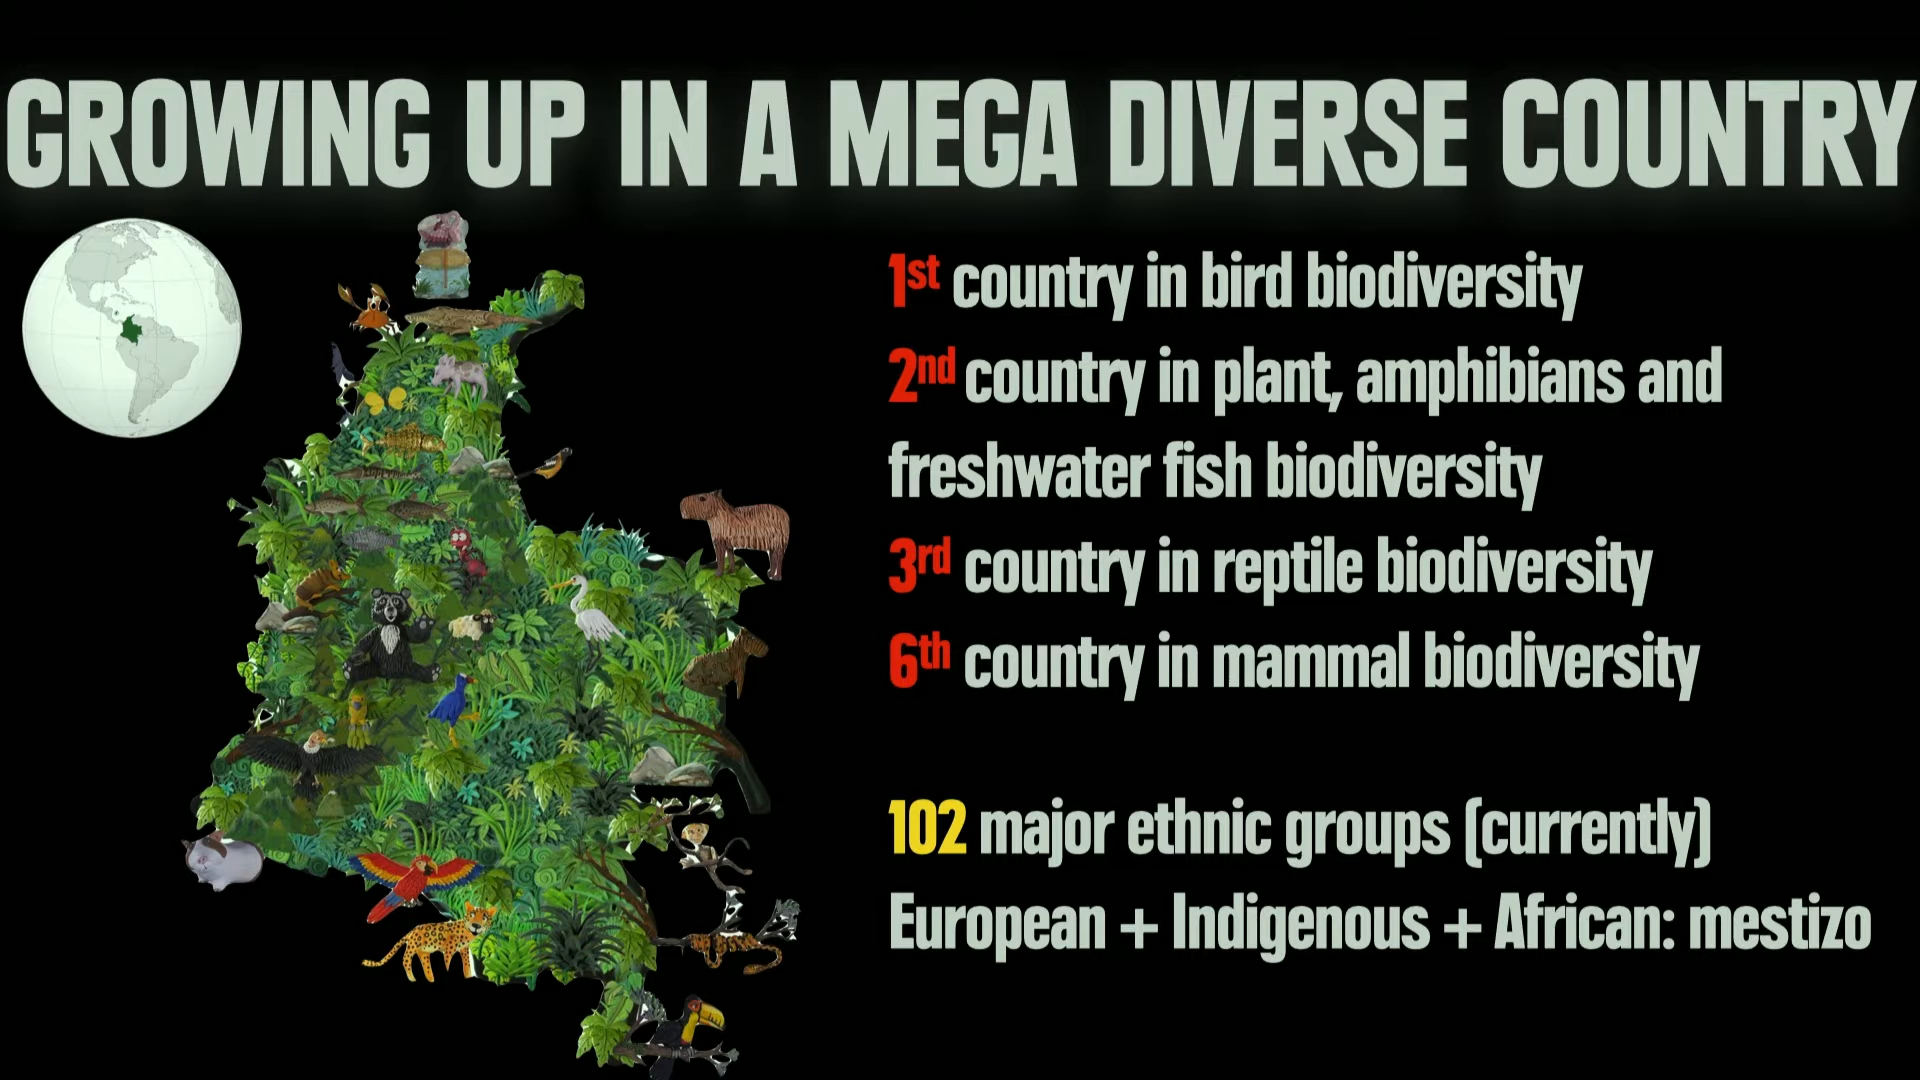 GROWING UP IN A MEGA DIVERSE COUNTRY
1st country in bird biodiversity
2nd country in plant, amphibians and
freshwater fish biodiversity
3rd country in reptile biodiversity
6th country in mammal biodiversity
102 major ethnic groups (currently)
European + Indigenous + African: mestizo